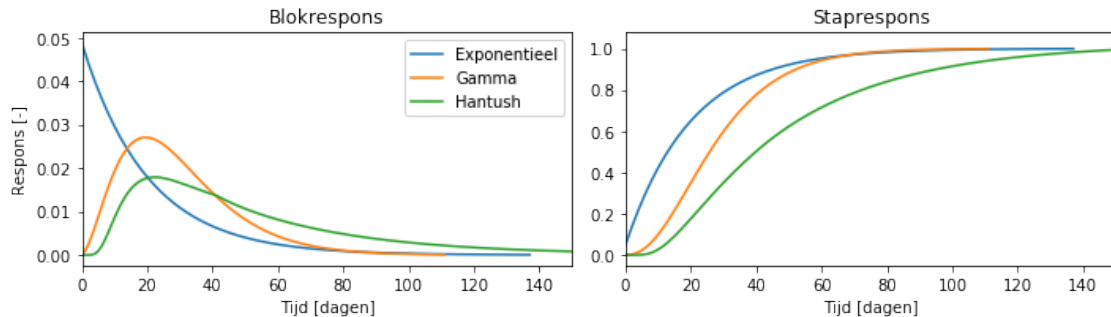 Blokrespons
0.05
0.04
0.03
0.02
0.01
0.00
Respons [-]
Exponentieel
Gamma
Hantush
0 20 40 60 80 100 120 140
Tijd [dagen]
Staprespons
1.0
0.8
0.6
0.4
0.2
0.0
0 20 40 60 80 100 120 140
Tijd [dagen]